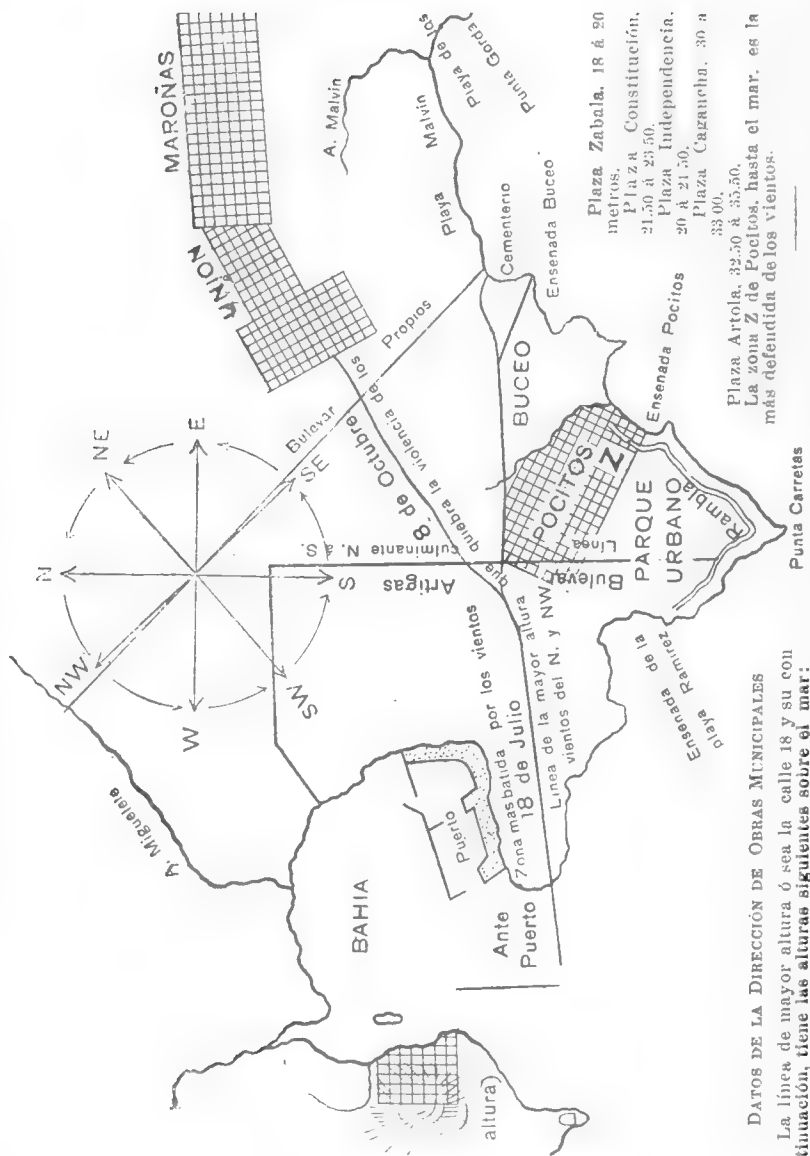 MAROÑAS
UNION
A. Malvin
Playa Malvin
Playa de las
Punta Gorda
N
NE
E
SE
S
SW
W
NW
A. Miguelete
Bulevar de los Propios
8 de Octubre
que quiebra la violencia
Artigas
culminante N. á S.
Bulevar
Linea
Cementerio
Ensenada Buceo
BUCEO
POCITOS
Z
Ensenada Pocitos
PARQUE
URBANO
Rambla
Punta Carretas
Ensenada de la
playa Ramirez
BAHIA
Puerto
Ante
Puerto
Zona mas batida por los vientos
18 de Julio
Linea de la mayor altura
vientos del N. y NW
altura)
DATOS DE LA DIRECCIÓN DE OBRAS MUNICIPALES
La línea de mayor altura ó sea la calle 18 y su con
tinuación, tiene las alturas siguientes sobre el mar:
Plaza Zabala, 18 á 20
metros.
Plaza Constitución,
21.50 á 23.50.
Plaza Independencia,
20 á 21.50.
Plaza Cagancha, 30 a
33 00.
Plaza Artola, 32.50 á 35.50.
La zona Z de Pocitos, hasta el mar, es la
más defendida de los vientos.